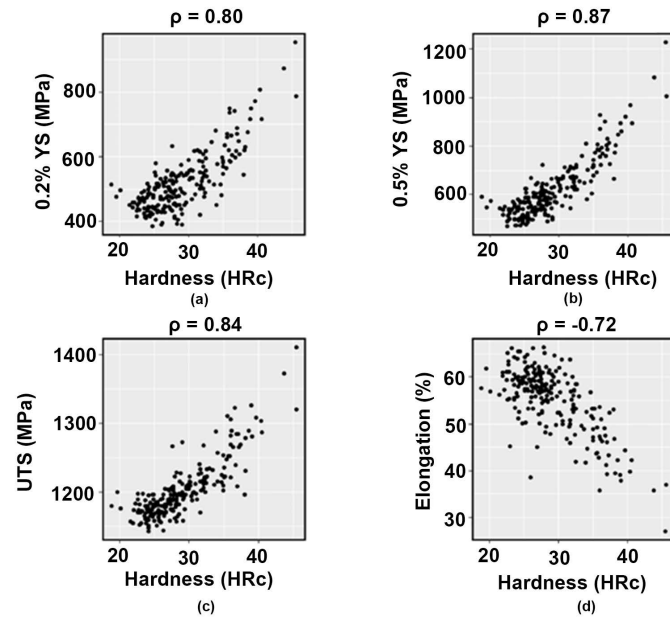 ρ = 0.80
0.2% YS (MPa)
800
600
400
20 30 40
Hardness (HRc)
(a)
ρ = 0.87
0.5% YS (MPa)
1200
1000
800
600
20 30 40
Hardness (HRc)
(b)
ρ = 0.84
UTS (MPa)
1400
1300
1200
20 30 40
Hardness (HRc)
(c)
ρ = -0.72
Elongation (%)
60
50
40
30
20 30 40
Hardness (HRc)
(d)